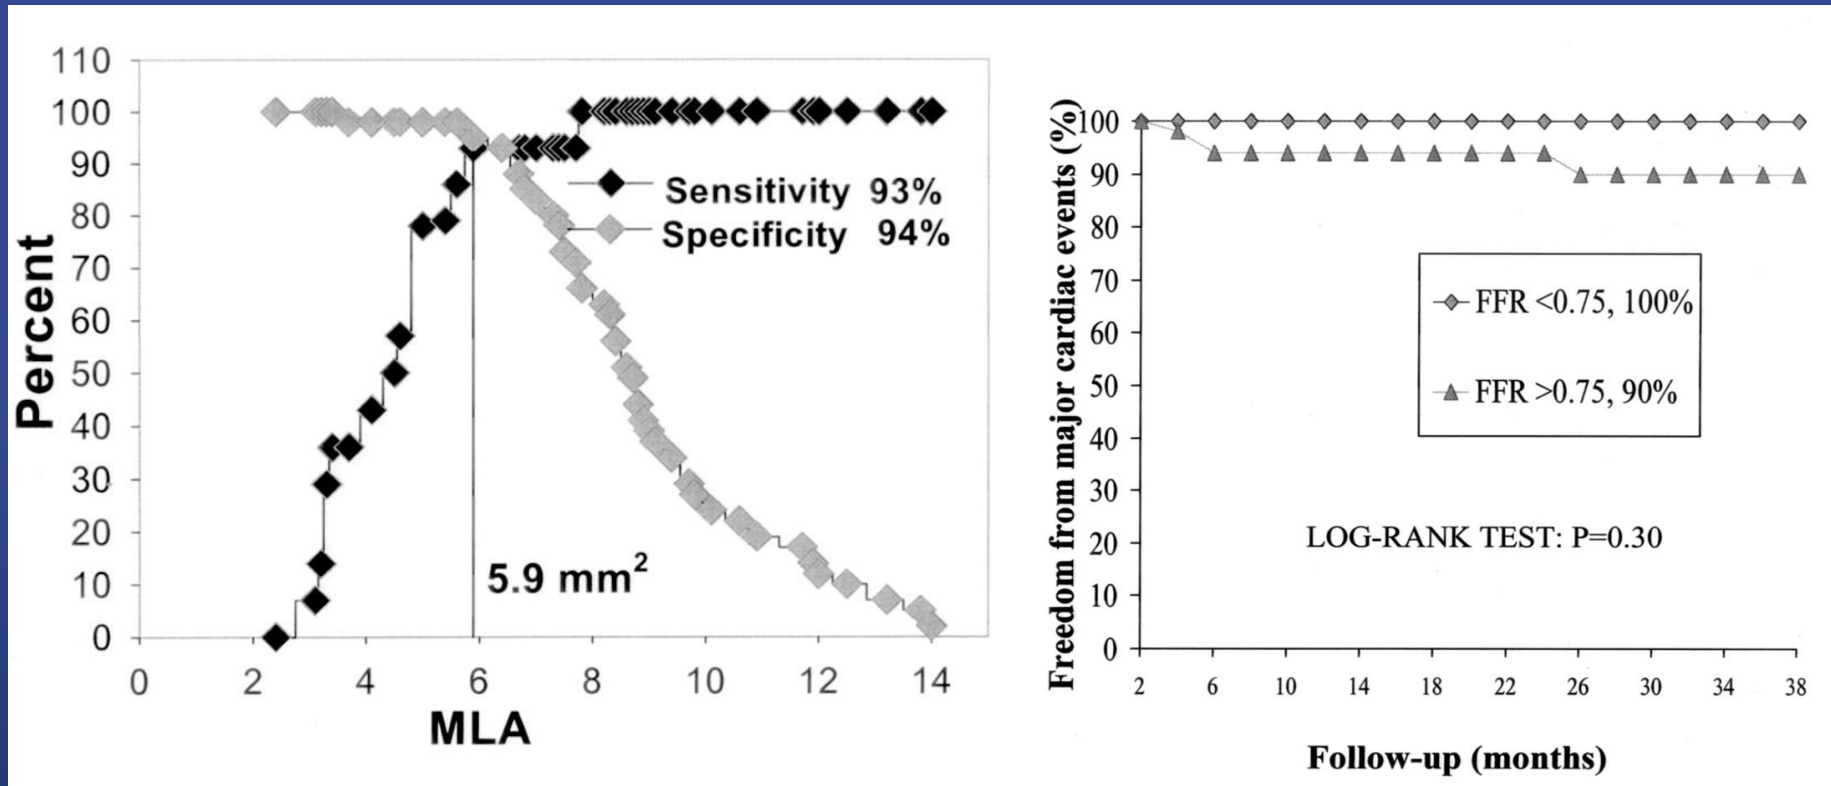 110
100
90
80
70
60
50
40
30
20
10
0
Percent
Sensitivity 93%
Specificity 94%
5.9 mm²
0 2 4 6 8 10 12 14
MLA
Freedom from major cardiac events (%)
100
90
80
70
60
50
40
30
20
10
0
FFR <0.75, 100%
FFR >0.75, 90%
LOG-RANK TEST: P=0.30
2 6 10 14 18 22 26 30 34 38
Follow-up (months)